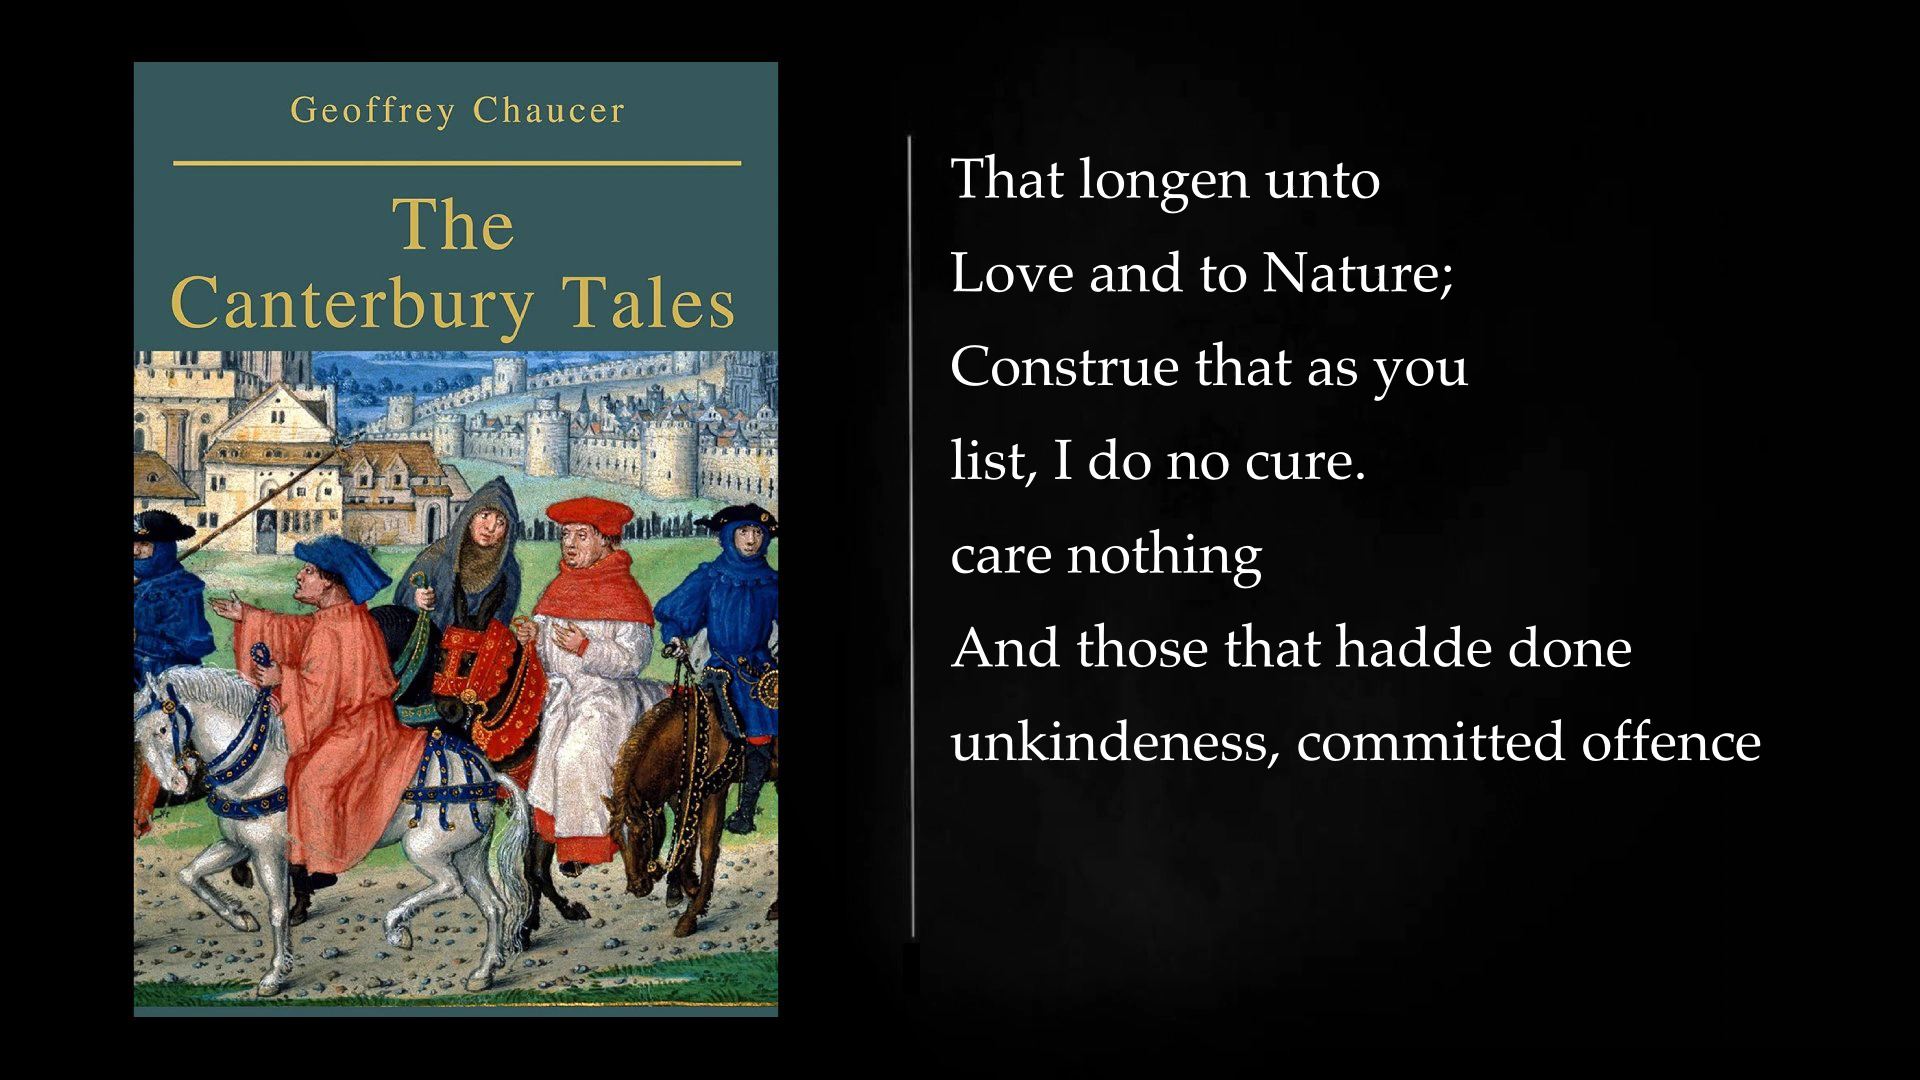 Geoffrey Chaucer
The
Canterbury Tales
That longen unto
Love and to Nature;
Construe that as you
list, I do no cure.
care nothing
And those that hadde done
unkindeness, committed offence